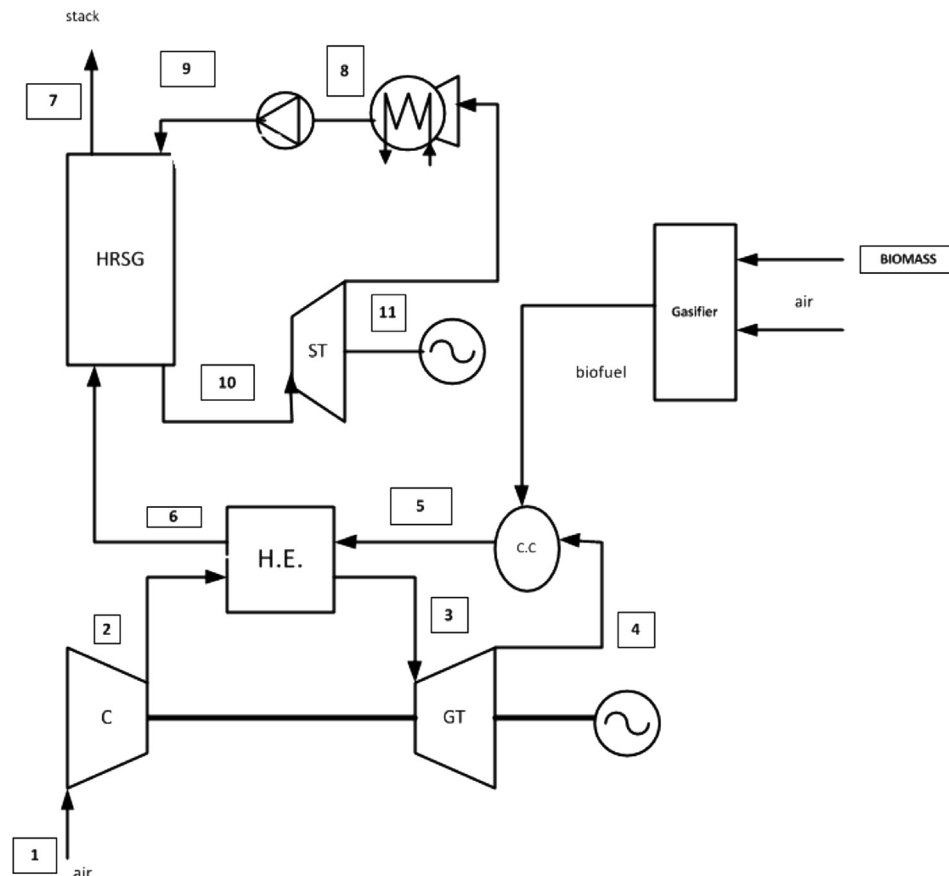 stack
9
8
7
HRSG
BIOMASS
Gasifier
air
11
ST
10
biofuel
5
6
C.C
H.E.
3
2
4
C
GT
1
air